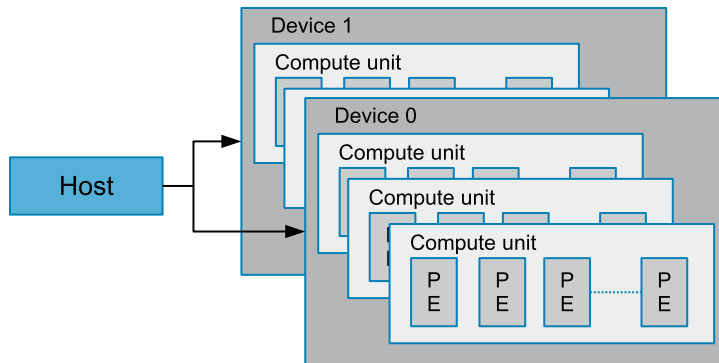 Device 1
Compute unit
Device 0
Compute unit
Host
Compute unit
Compute unit
P P P P
E E E E